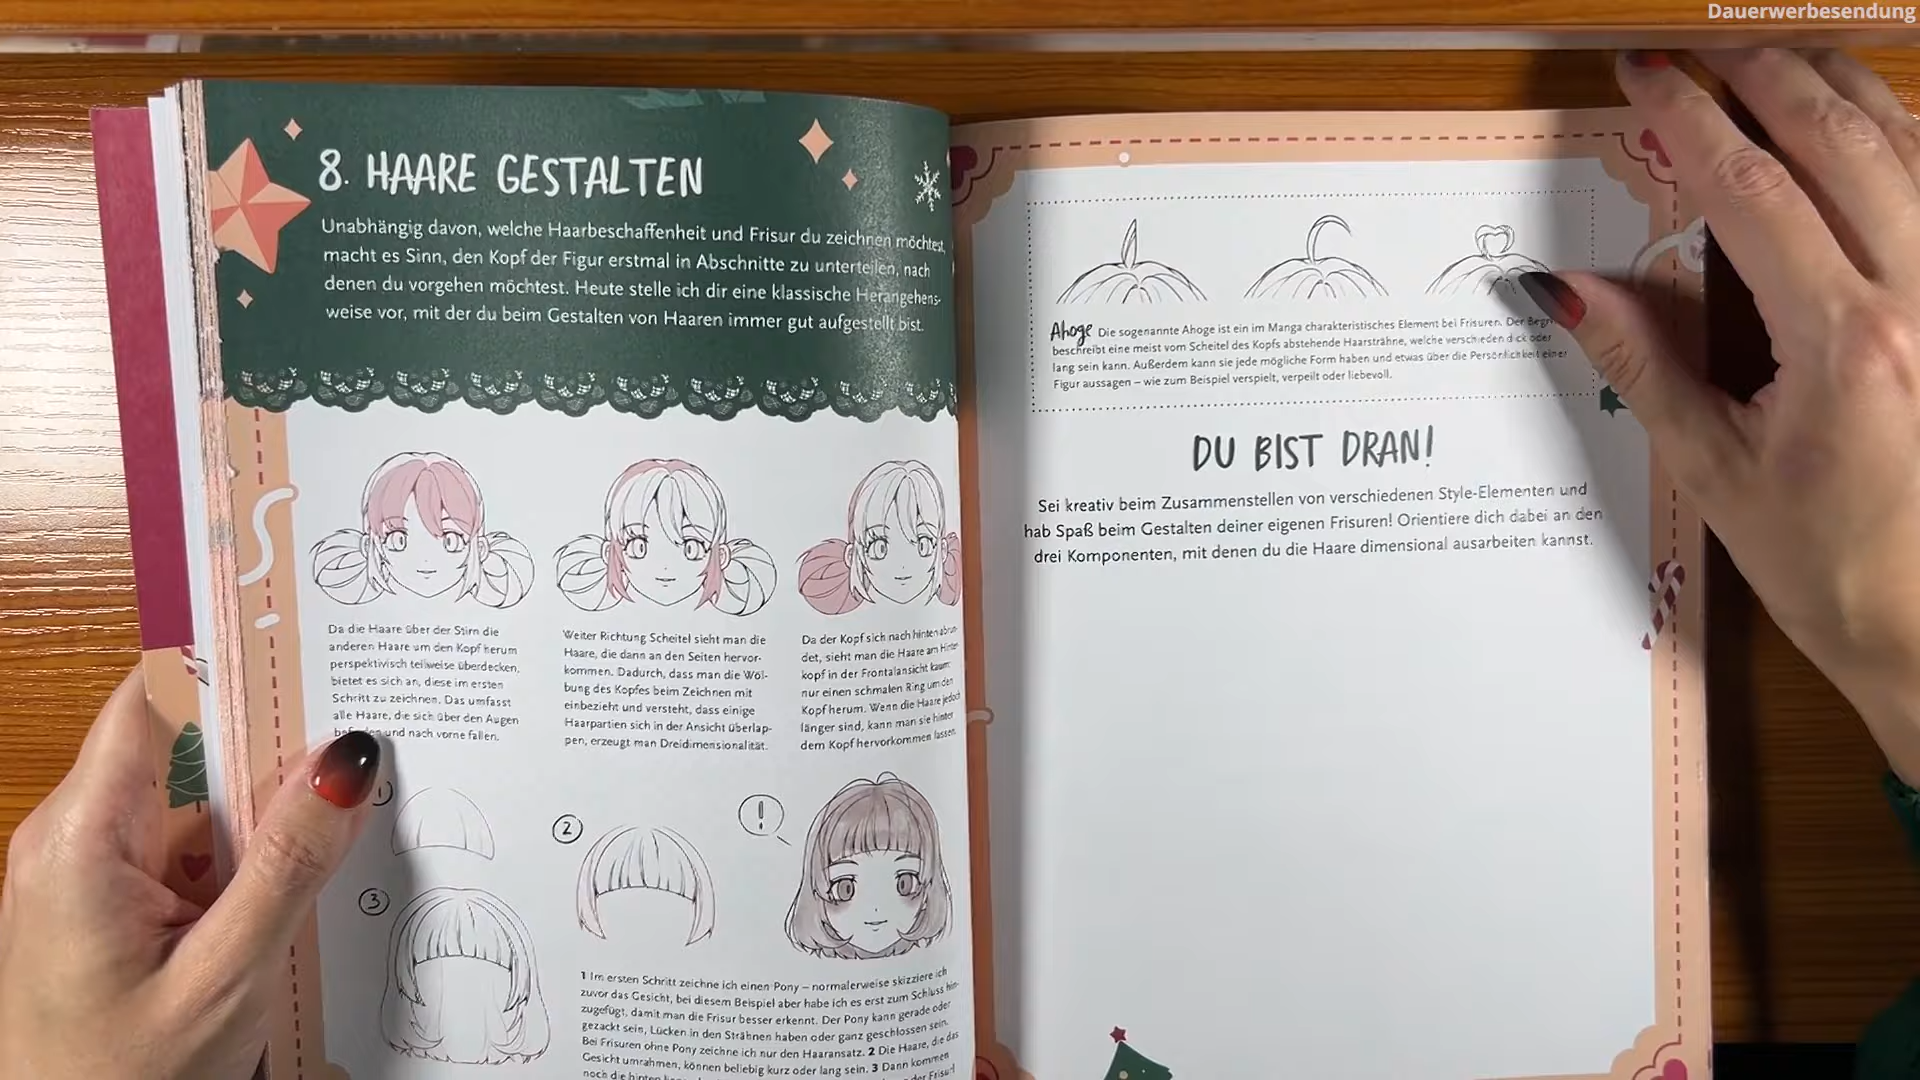 Dauerwerbesendung
8. HAARE GESTALTEN
Unabhängig davon, welche Haarbeschaffenheit und Frisur du zeichnen möchtest,
macht es Sinn, den Kopf der Figur erstmal in Abschnitte zu unterteilen, nach
denen du vorgehen möchtest. Heute stelle ich dir eine klassische Herangehens-
weise vor, mit der du beim Gestalten von Haaren immer gut aufgestellt bist.
Da die Haare über der Stirn die
anderen Haare um den Kopf herum
perspektivisch teilweise überdecken,
bietet es sich an, diese im ersten
Schritt zu zeichnen. Das umfasst
alle Haare, die sich über den Augen
und nach vorne fallen.
Weiter Richtung Scheitel sieht man die
Haare, die dann an den Seiten hervor-
kommen. Dadurch, dass man die Wöl-
bung des Kopfes beim Zeichnen mit
einbezieht und versteht, dass einige
Haarpartien sich in der Ansicht überlap-
pen, erzeugt man Dreidimensionalität.
Da der Kopf sich nach hinten abrun-
det, sieht man die Haare am Hinter-
kopf in der Frontalansicht kaum:
nur einen schmalen Ring um den
Kopf herum. Wenn die Haare jedoch
länger sind, kann man sie hinter
dem Kopf hervorkommen lassen.
1
2
!
3
1 Im ersten Schritt zeichne ich einen Pony – normalerweise skizziere ich
zuvor das Gesicht, bei diesem Beispiel aber habe ich es erst zum Schluss hin-
zugefügt, damit man die Frisur besser erkennt. Der Pony kann gerade oder
gezackt sein, Lücken in den Strähnen haben oder ganz geschlossen sein.
Bei Frisuren ohne Pony zeichne ich nur den Haaransatz. 2 Die Haare, die das
Gesicht umrahmen, können beliebig kurz oder lang sein. 3 Dann kommen
noch die
Ahoge Die sogenannte Ahoge ist ein im Manga charakteristisches Element bei Frisuren. Der
beschreibt eine meist vom Scheitel des Kopfs abstehende Haarsträhne, welche verschieden dick oder
lang sein kann. Außerdem kann sie jede mögliche Form haben und etwas über die Persönlichkeit einer
Figur aussagen – wie zum Beispiel verspielt, verpeilt oder liebevoll.
DU BIST DRAN!
Sei kreativ beim Zusammenstellen von verschiedenen Style-Elementen und
hab Spaß beim Gestalten deiner eigenen Frisuren! Orientiere dich dabei an den
drei Komponenten, mit denen du die Haare dimensional ausarbeiten kannst.